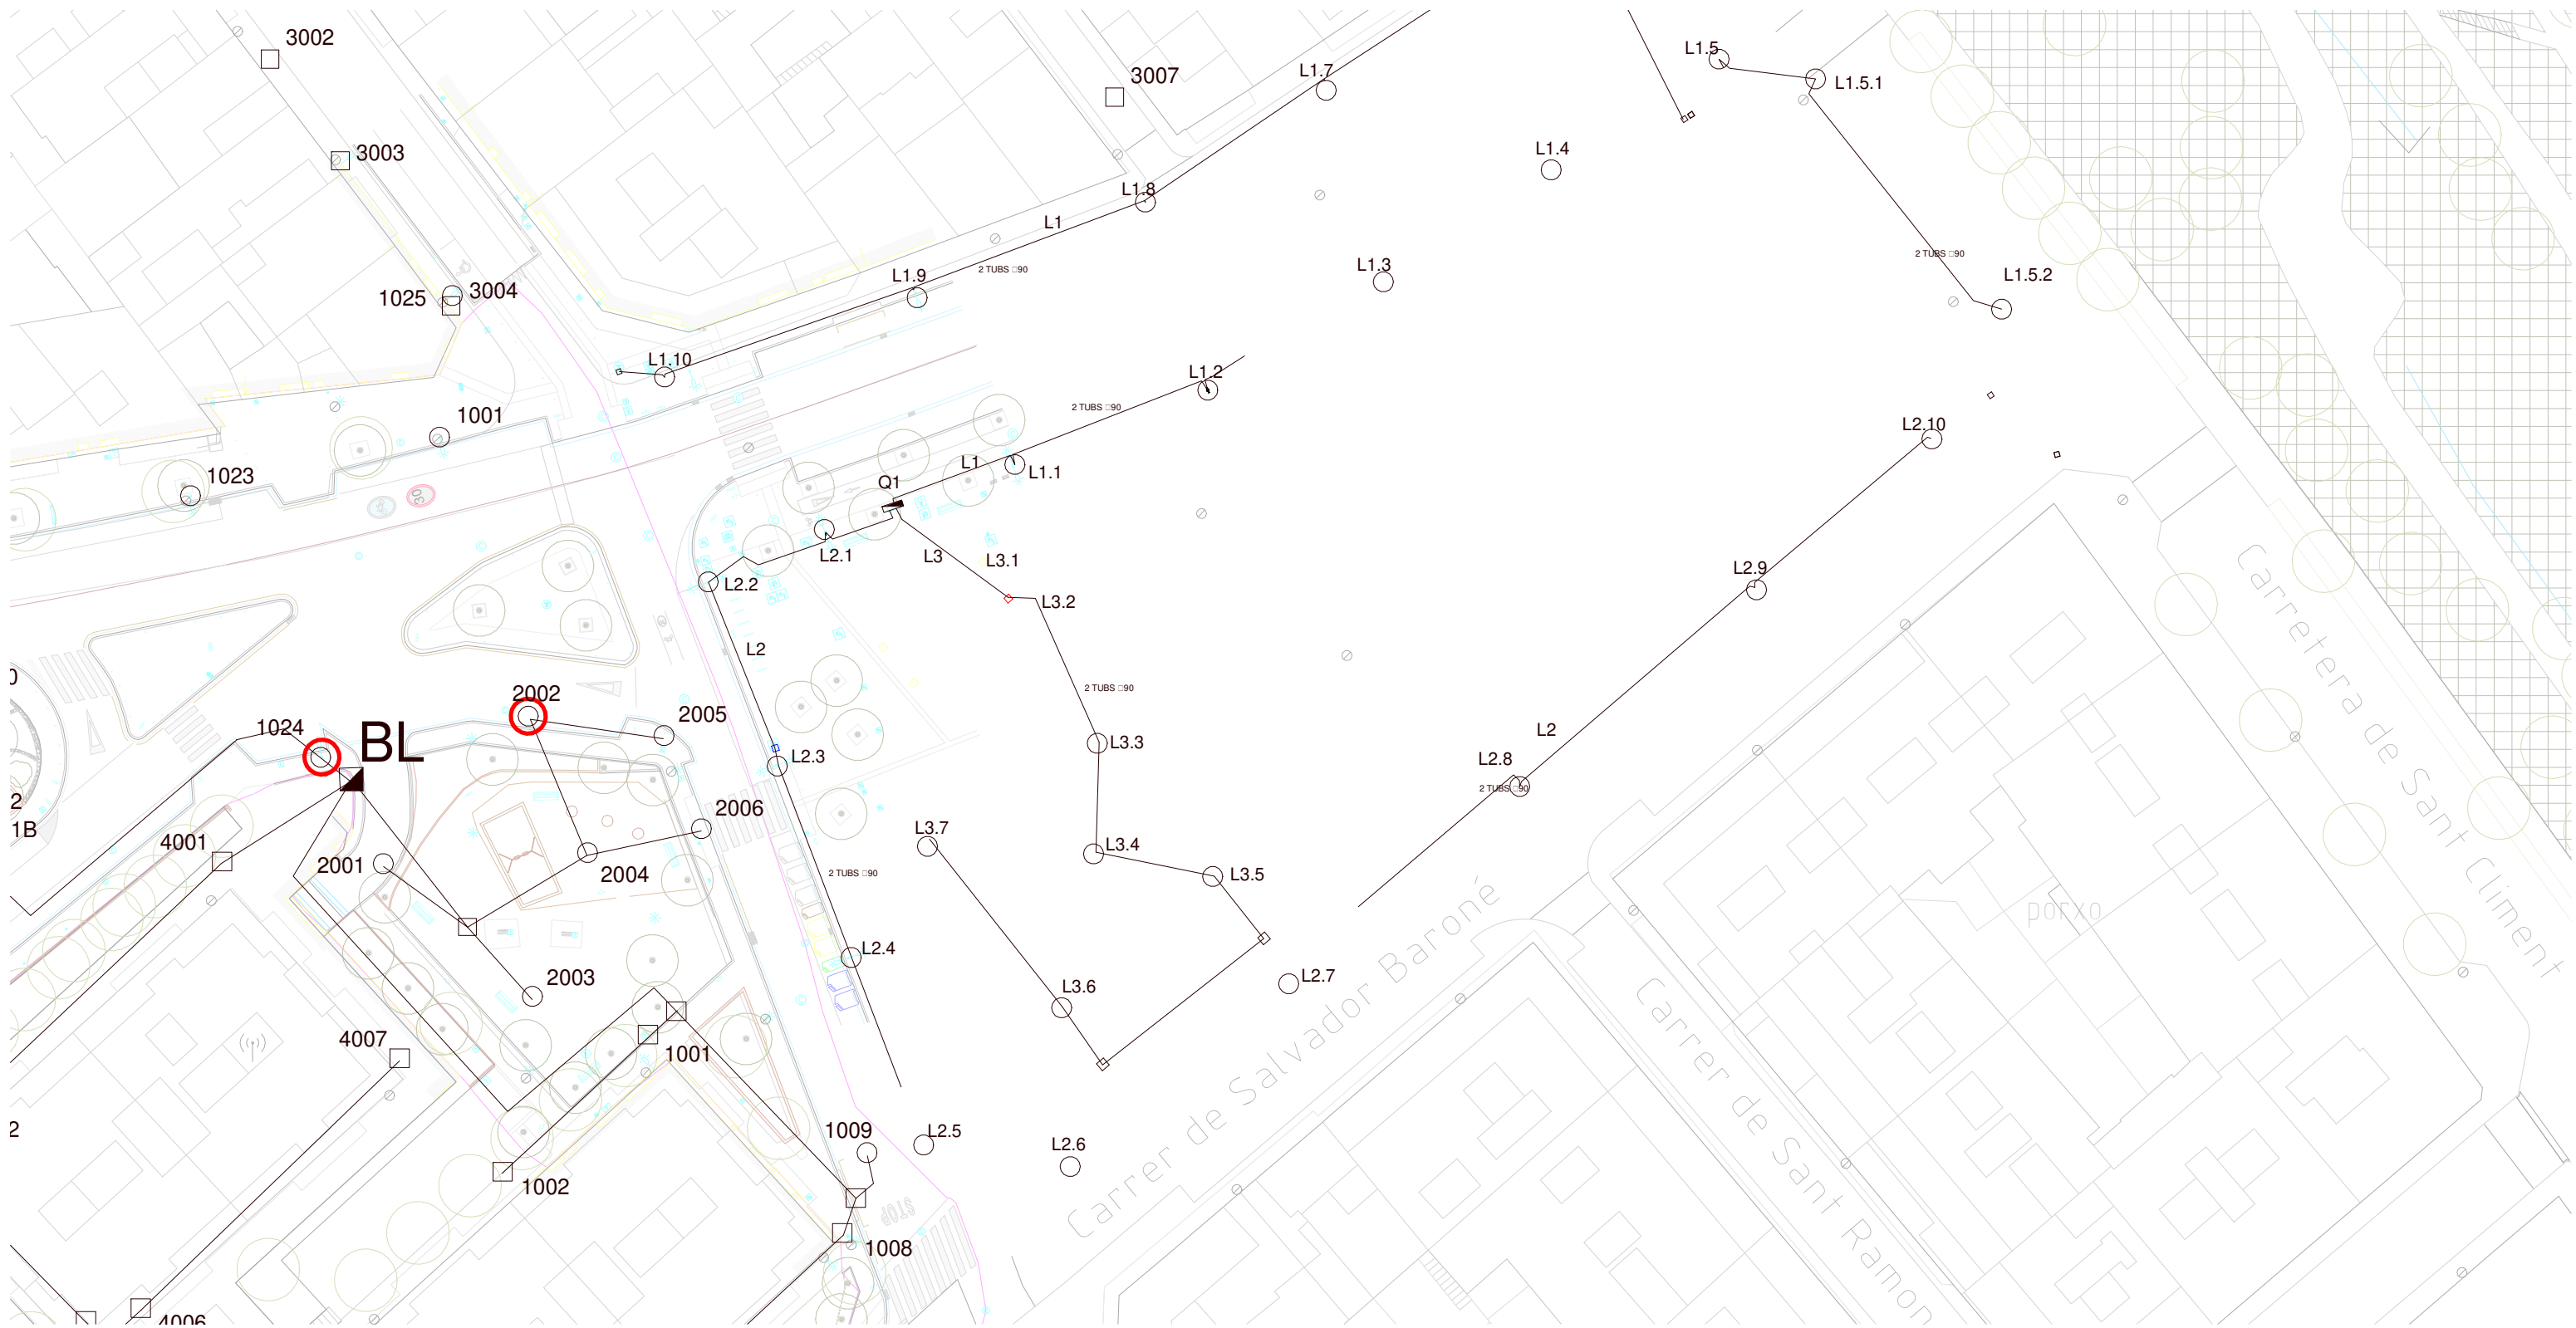 3002
L1.5
L1.7
3007
L1.5.1
L1.4
3003
L1.8
L1
2 TUBS □90
L1.3
L1.9
2 TUBS □90
L1.5.2
3004
1025
L1.10
L1.2
2 TUBS □90
1001
L2.10
L1
L1.1
1023
Q1
30
L2.1
L3
L3.1
L2.9
L2.2
L3.2
L2
2 TUBS □90
2002
2005
1024
BL
L3.3
L2
L2.3
L2.8
2 TUBS □90
2
2006
1B
L3.7
4001
L3.4
2001
2004
2 TUBS □90
L3.5
L2.4
2003
L2.7
L3.6
4007
1001
Carretera de Sant Climent
porxo
Carrer de Salvador Baroné
Carrer de Sant Ramon
2
1009
L2.5
L2.6
1002
STOP
1008
4006